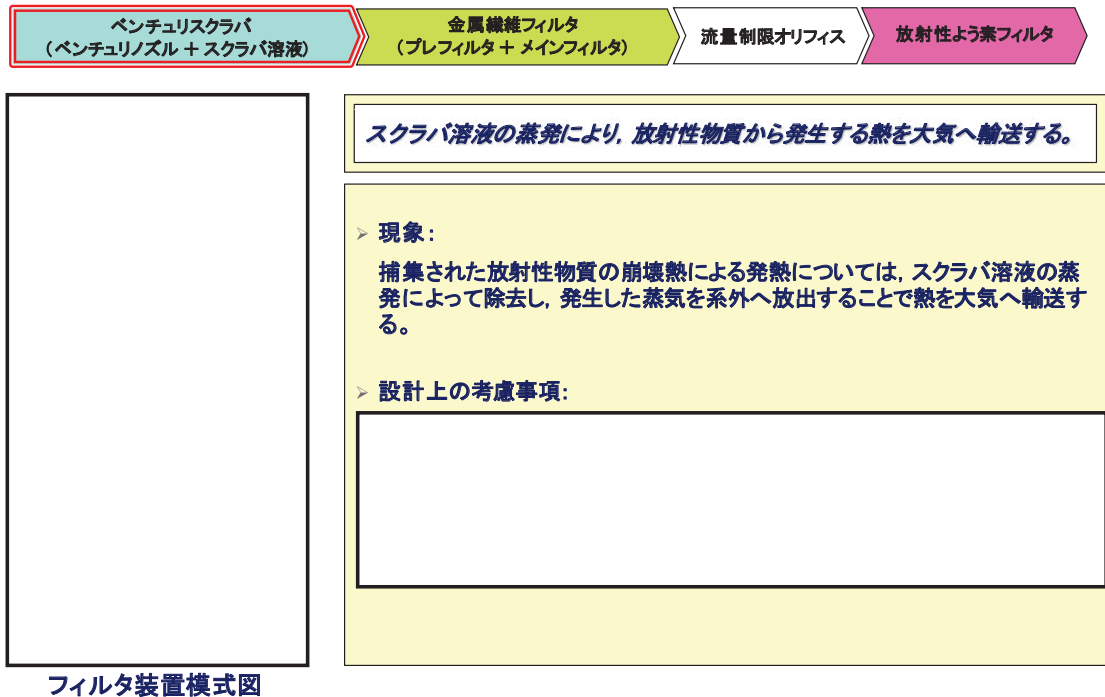 ベンチュリスクラバ
（ベンチュリノズル ＋ スクラバ溶液）
金属繊維フィルタ
（プレフィルタ ＋ メインフィルタ）
流量制限オリフィス
放射性よう素フィルタ
スクラバ溶液の蒸発により，放射性物質から発生する熱を大気へ輸送する。
➢ 現象：
捕集された放射性物質の崩壊熱による発熱については，スクラバ溶液の蒸
発によって除去し，発生した蒸気を系外へ放出することで熱を大気へ輸送す
る。
➢ 設計上の考慮事項：
フィルタ装置模式図